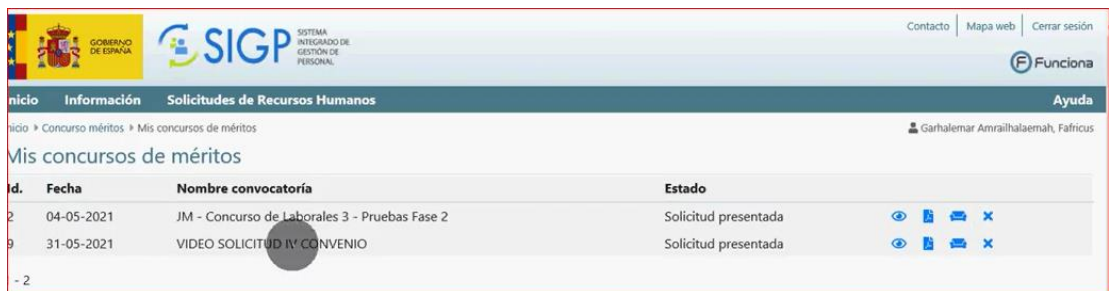 GOBIERNO
DE ESPAÑA
SIGP
SISTEMA
INTEGRADO DE
GESTIÓN DE
PERSONAL
Contacto | Mapa web | Cerrar sesión
Funciona
nicio Información Solicitudes de Recursos Humanos Ayuda
nicio Concurso méritos Mis concursos de méritos Garhalemar Amrailhalaemah, Fafricus
Mis concursos de méritos
Id. Fecha Nombre convocatoría Estado
2 04-05-2021 JM - Concurso de Laborales 3 - Pruebas Fase 2 Solicitud presentada
9 31-05-2021 VIDEO SOLICITUD IV CONVENIO Solicitud presentada
- 2